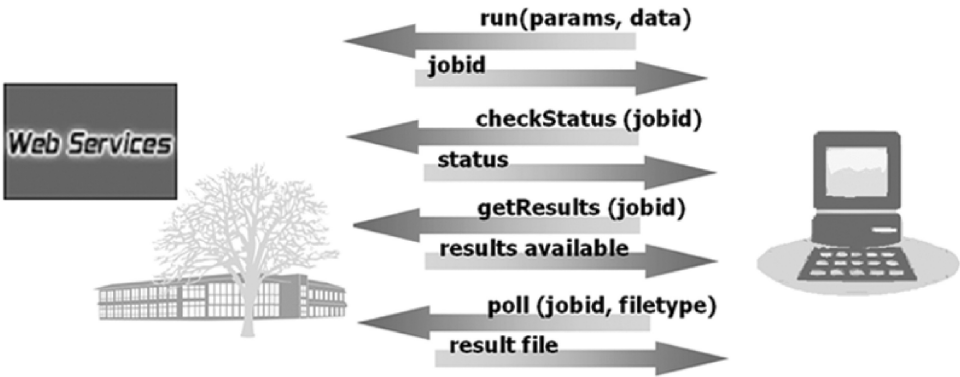 run(params, data)
jobid
Web Services
checkStatus (jobid)
status
getResults (jobid)
results available
poll (jobid, filetype)
result file